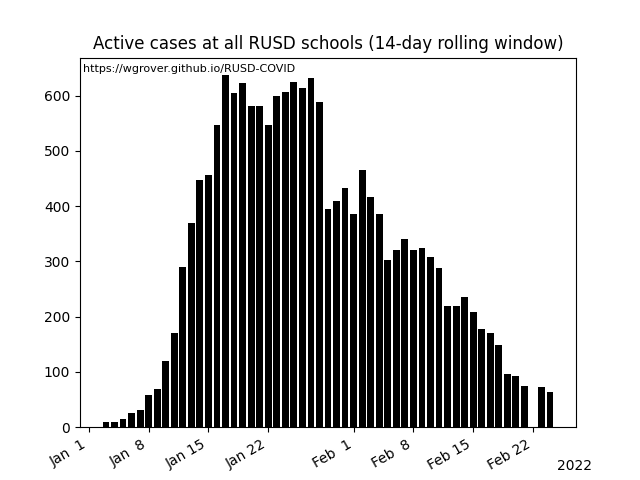 Active cases at all RUSD schools (14-day rolling window)
https://wgrover.github.io/RUSD-COVID
600
500
400
300
200
100
0
Jan 1
Jan 8
Jan 15
Jan 22
Feb 1
Feb 8
Feb 15
Feb 22
2022